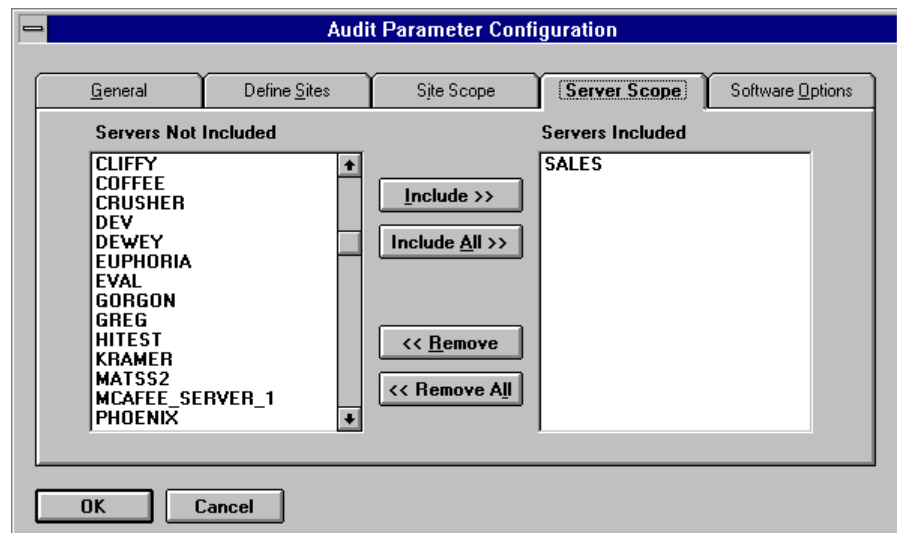 Audit Parameter Configuration
General Define Sites Site Scope Server Scope Software Options
Servers Not Included Servers Included
CLIFFY
COFFEE
CRUSHER
DEV
DEWEY
EUPHORIA
EVAL
GORGON
GREG
HITEST
KRAMER
MATSS2
MCAFEE_SERVER_1
PHOENIX
Include >>
Include All >>
<< Remove
<< Remove All
SALES
OK Cancel